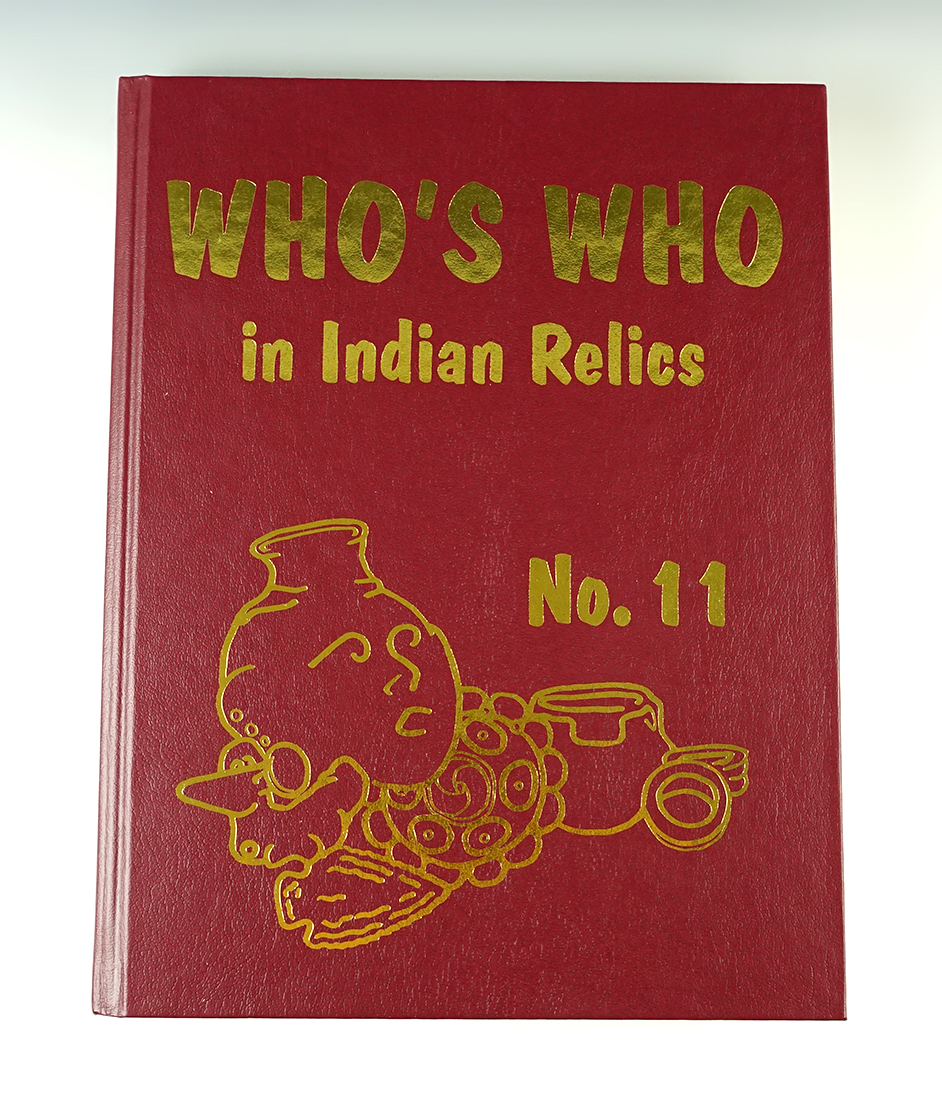 WHO'S WHO
in Indian Relics
No. 11